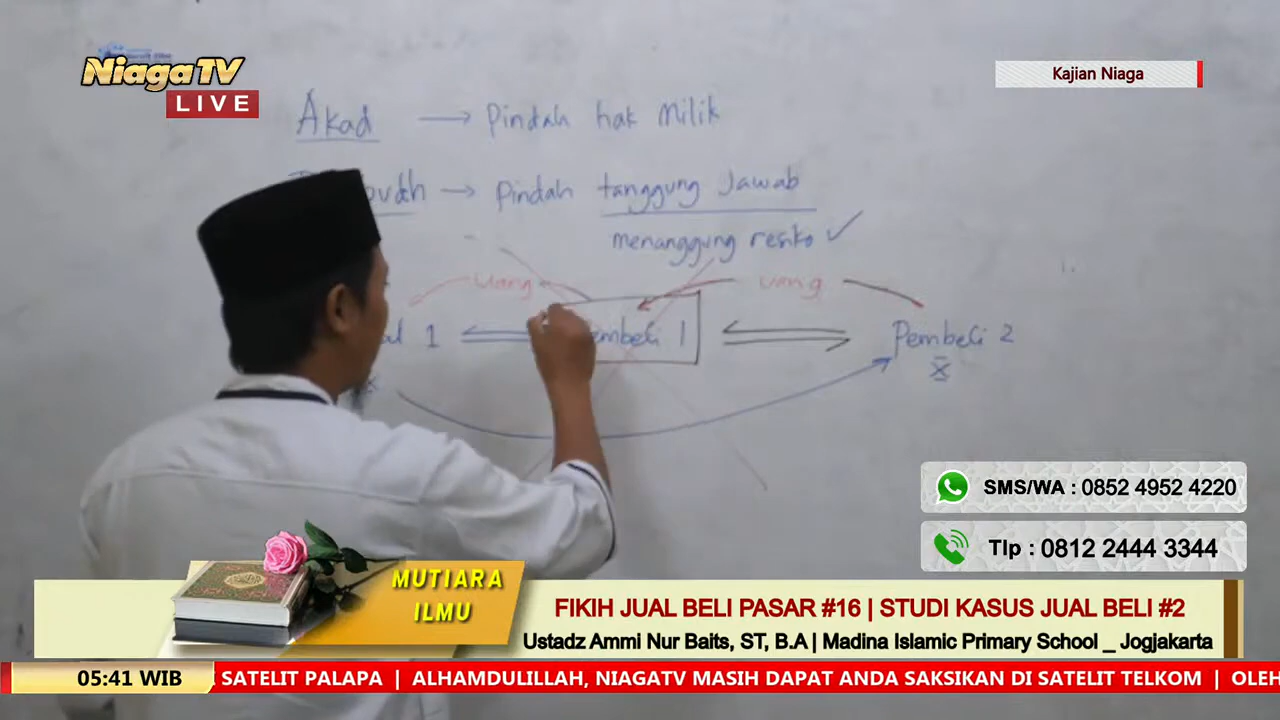 NiagaTV
LIVE
Kajian Niaga
Akad → Pindah hak Milik
→ Pindah tanggung Jawab
menanggung resiko ✓
uang uang
1 Pembeli 1 Pembeli 2
x
SMS/WA : 0852 4952 4220
Tlp : 0812 2444 3344
MUTIARA
ILMU
FIKIH JUAL BELI PASAR #16 | STUDI KASUS JUAL BELI #2
Ustadz Ammi Nur Baits, ST, B.A | Madina Islamic Primary School _ Jogjakarta
05:41 WIB SATELIT PALAPA | ALHAMDULILLAH, NIAGATV MASIH DAPAT ANDA SAKSIKAN DI SATELIT TELKOM | OLEH